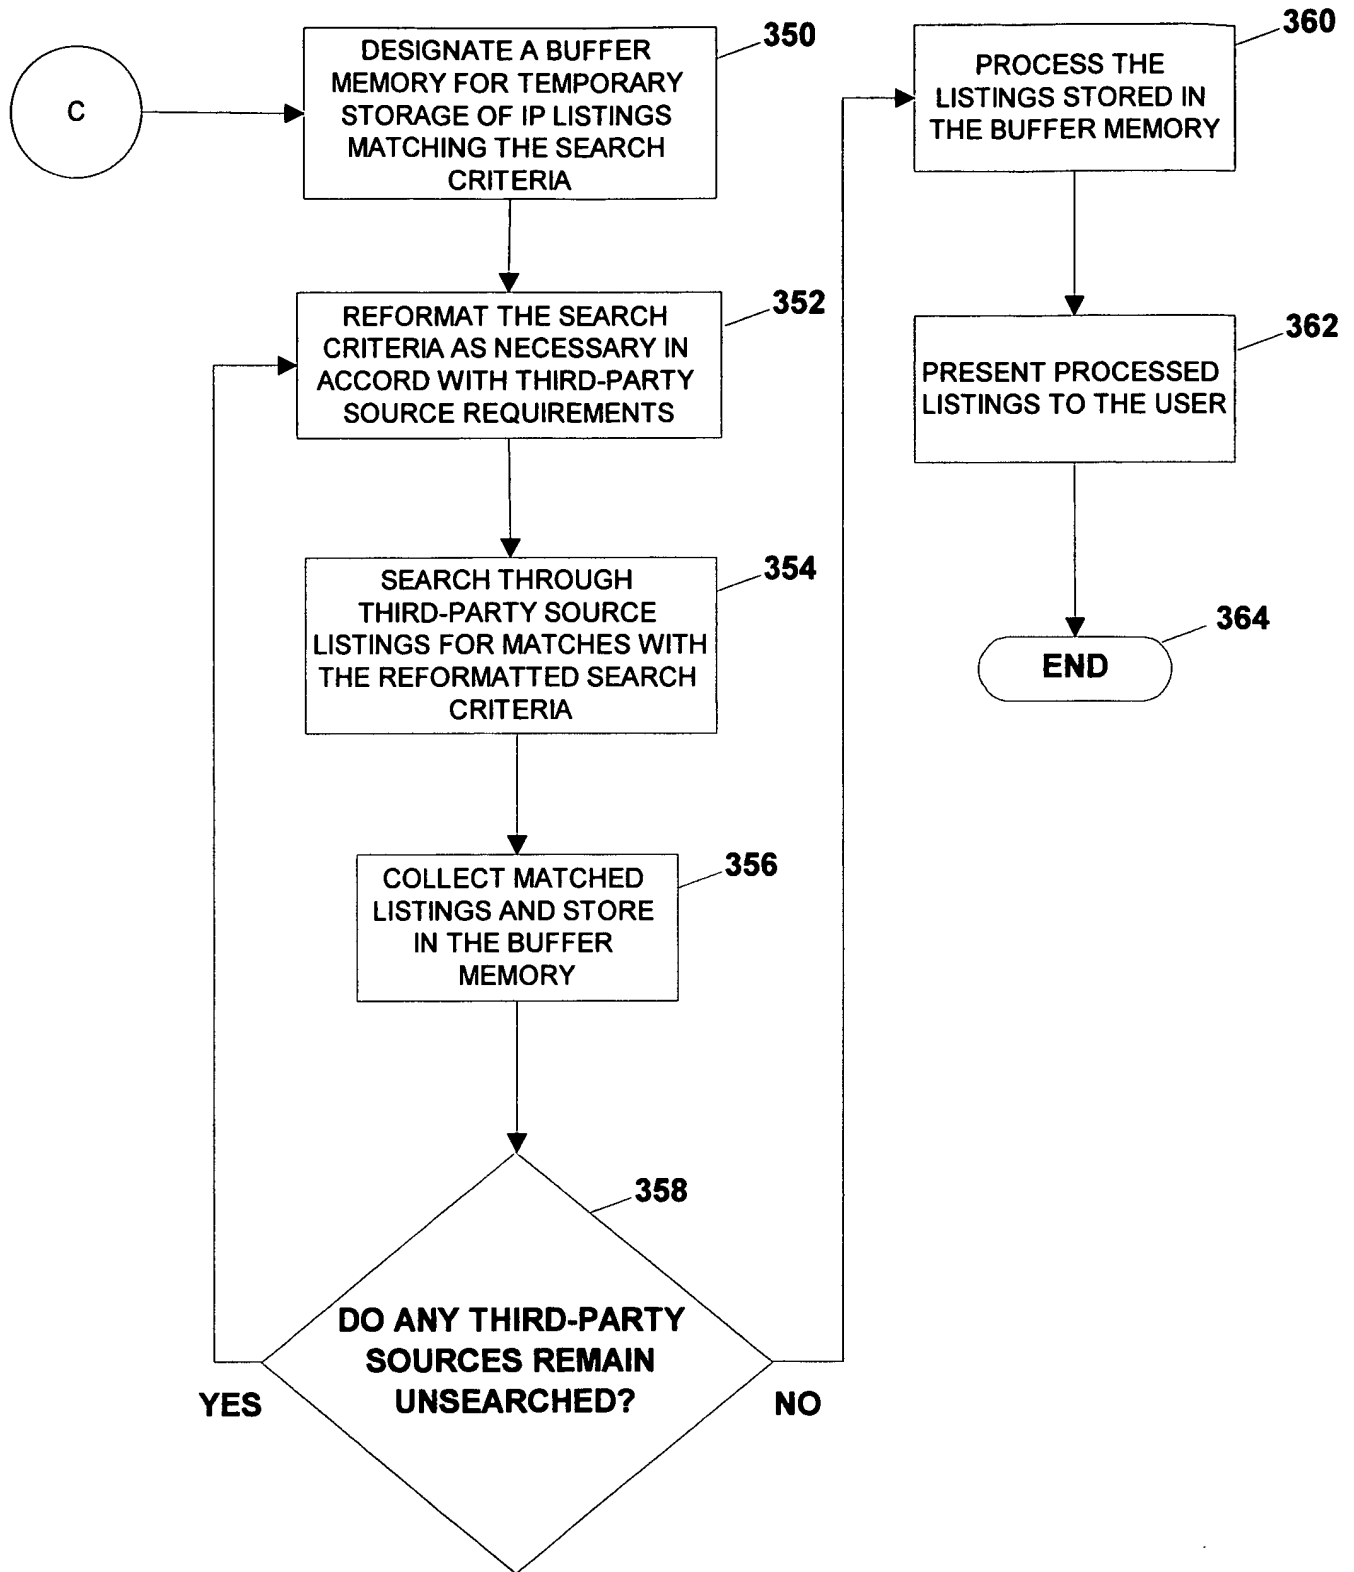 C
350
DESIGNATE A BUFFER
MEMORY FOR TEMPORARY
STORAGE OF IP LISTINGS
MATCHING THE SEARCH
CRITERIA
352
REFORMAT THE SEARCH
CRITERIA AS NECESSARY IN
ACCORD WITH THIRD-PARTY
SOURCE REQUIREMENTS
354
SEARCH THROUGH
THIRD-PARTY SOURCE
LISTINGS FOR MATCHES WITH
THE REFORMATTED SEARCH
CRITERIA
356
COLLECT MATCHED
LISTINGS AND STORE
IN THE BUFFER
MEMORY
358
DO ANY THIRD-PARTY
SOURCES REMAIN
UNSEARCHED?
YES
NO
360
PROCESS THE
LISTINGS STORED IN
THE BUFFER MEMORY
362
PRESENT PROCESSED
LISTINGS TO THE USER
364
END